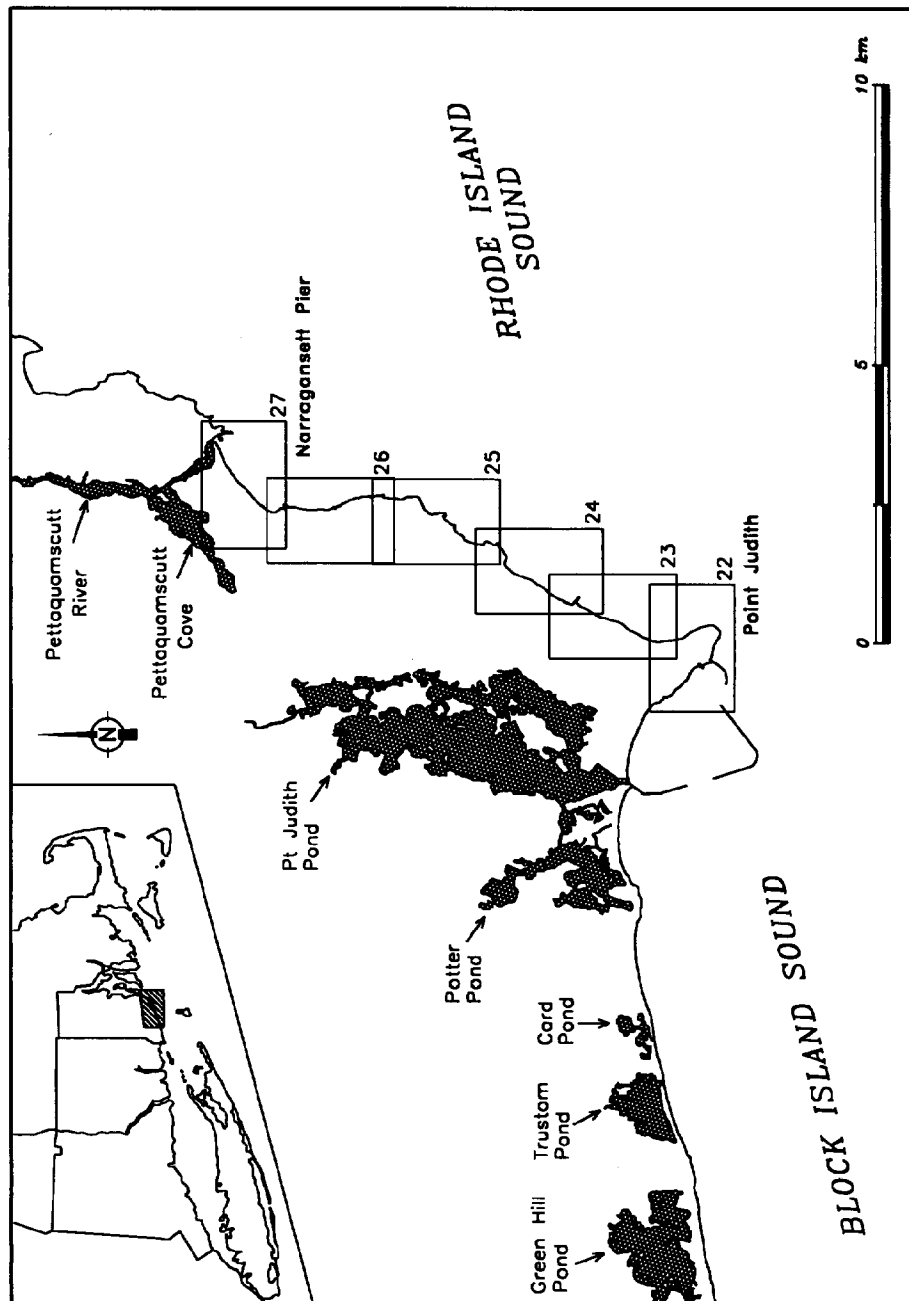 Pettaquamscutt
River
Pettaquamscutt
Cove
N
27
Narragansett Pier
26
25
24
23
22
Point Judith
Pt Judith
Pond
Potter
Pond
Card
Pond
Trustom
Pond
Green Hill
Pond
RHODE ISLAND
SOUND
BLOCK ISLAND SOUND
0
5
10 km